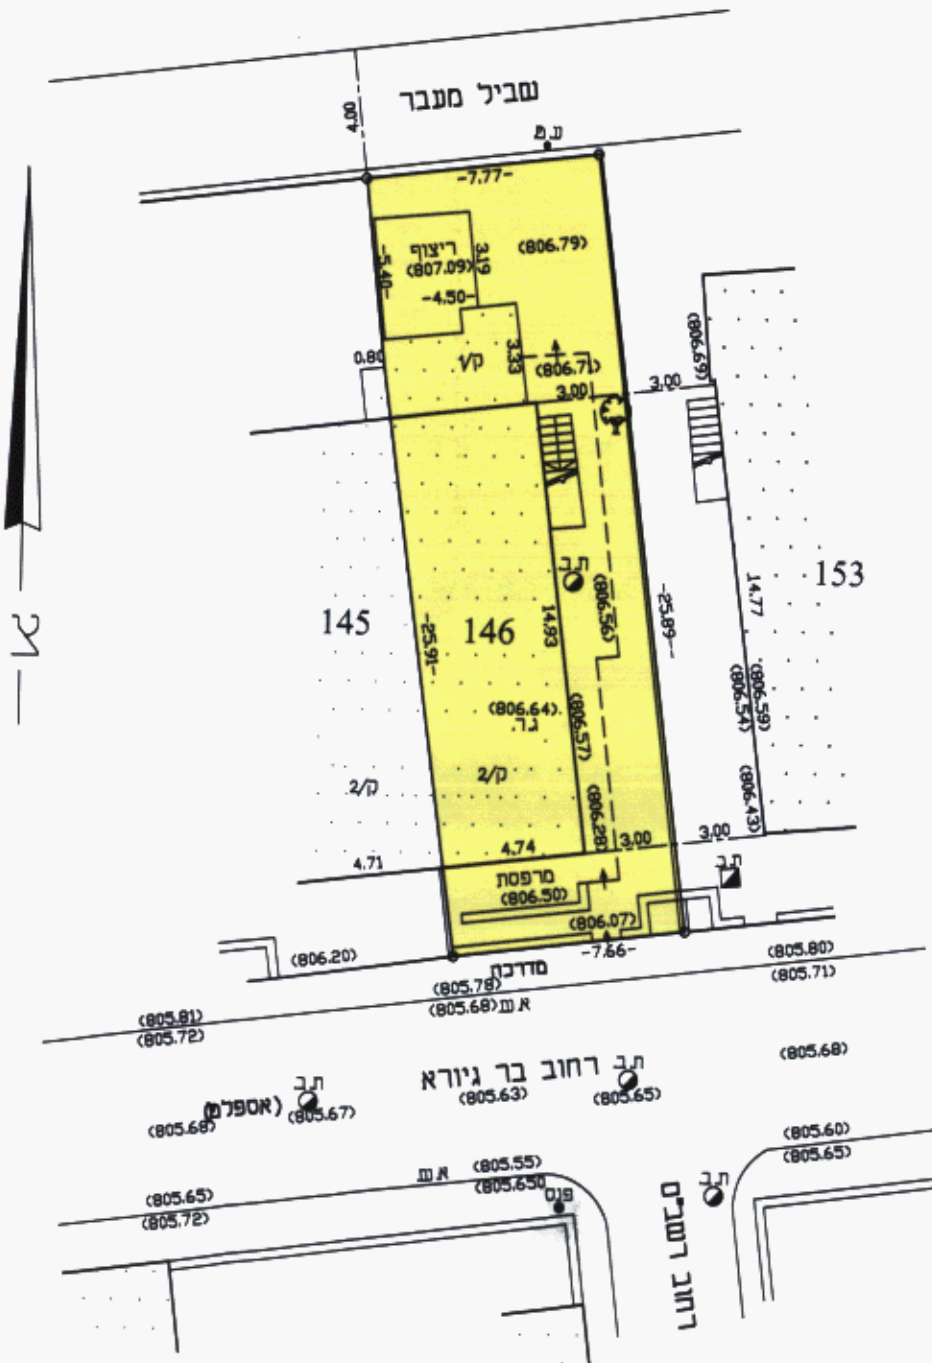 שביל מעבר
4.00
ע.ט
-7.77-
ריצוף
(807.09)
3.19
-5.40-
-4.50-
(806.79)
(806.69)
0.80
ק/1
3.33
(806.71)
3.00
3.00
ת.ב
(806.56)
145
146
153
-25.91-
14.93
-25.89-
14.77
(806.64)
ג.ר.
(806.57)
(806.54)
(806.59)
(806.43)
ק/2
ק/2
(806.28)
4.71
4.74
3.00
3.00
מרפסת
(806.50)
ת.ב
(806.07)
(806.20)
-7.66-
מדרכה
(805.80)
(805.71)
(805.78)
(805.68)
א.ש
(805.81)
(805.72)
רחוב בר גיורא
ת.ב
ת.ב
(805.68)
(אספלט)
(805.67)
(805.63)
(805.65)
(805.68)
(805.60)
(805.65)
א.ש
(805.55)
(805.650
(805.65)
(805.72)
פנס
ת.ב
רחוב